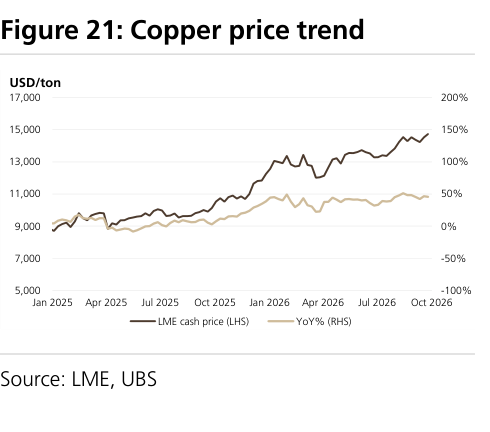 Figure 21: Copper price trend
USD/ton
17,000 200%
15,000 150%
13,000 100%
11,000 50%
9,000 0%
7,000 -50%
5,000 -100%
Jan 2025 Apr 2025 Jul 2025 Oct 2025 Jan 2026 Apr 2026 Jul 2026 Oct 2026
LME cash price (LHS) YoY% (RHS)
Source: LME, UBS